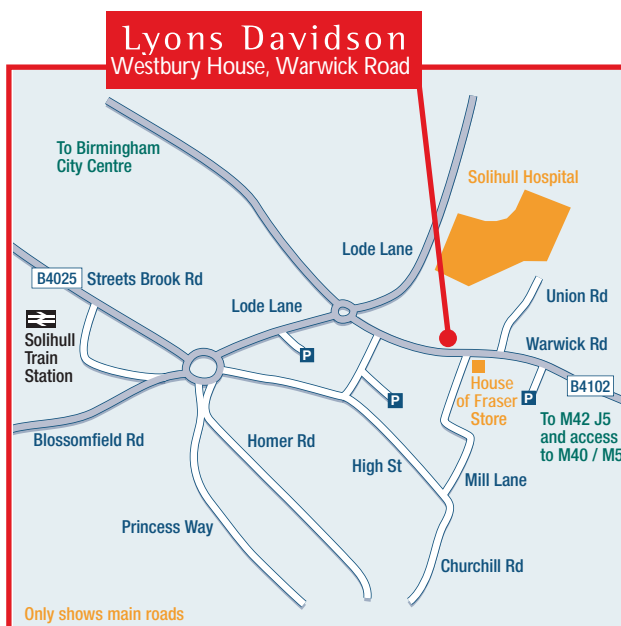 Lyons Davidson
Westbury House, Warwick Road
To Birmingham
City Centre
Solihull Hospital
Lode Lane
B4025
Streets Brook Rd
Union Rd
Lode Lane
Solihull
Train
Station
Warwick Rd
P
House
of Fraser
Store
B4102
P
P
To M42 J5
and access
to M40 / M5
Blossomfield Rd
Homer Rd
High St
Mill Lane
Princess Way
Churchill Rd
Only shows main roads